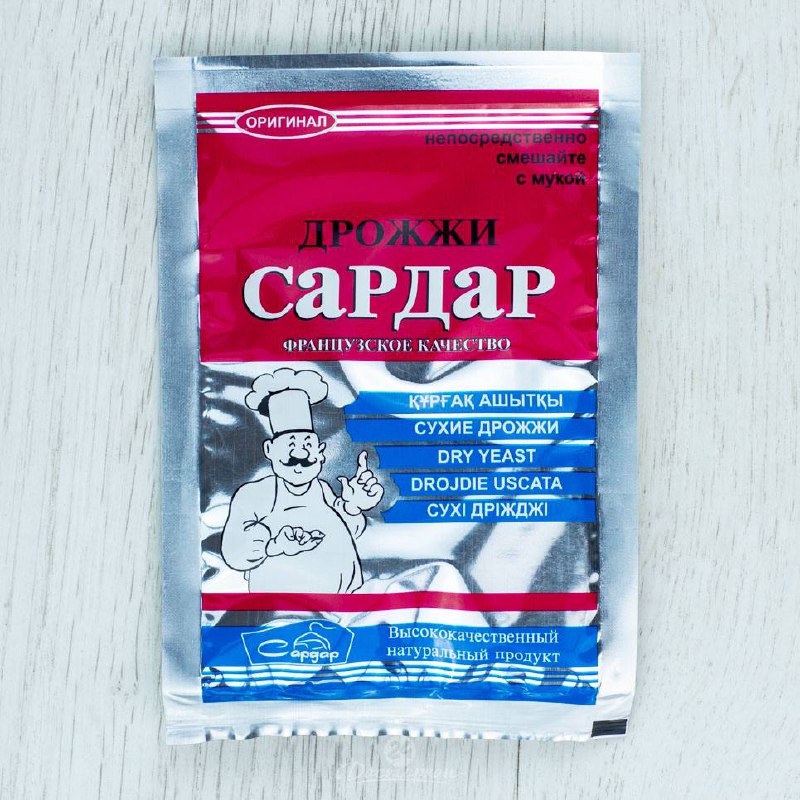 ОРИГИНАЛ
непосредственно
смешайте
с мукой
ДРОЖЖИ
СаРДаР
ФРАНЦУЗСКОЕ КАЧЕСТВО
ҚҰРҒАҚ АШЫТҚЫ
СУХИЕ ДРОЖЖИ
DRY YEAST
DROJDIE USCATA
СУХІ ДРІЖДЖІ
Сардар
Высококачественный
натуральный продукт